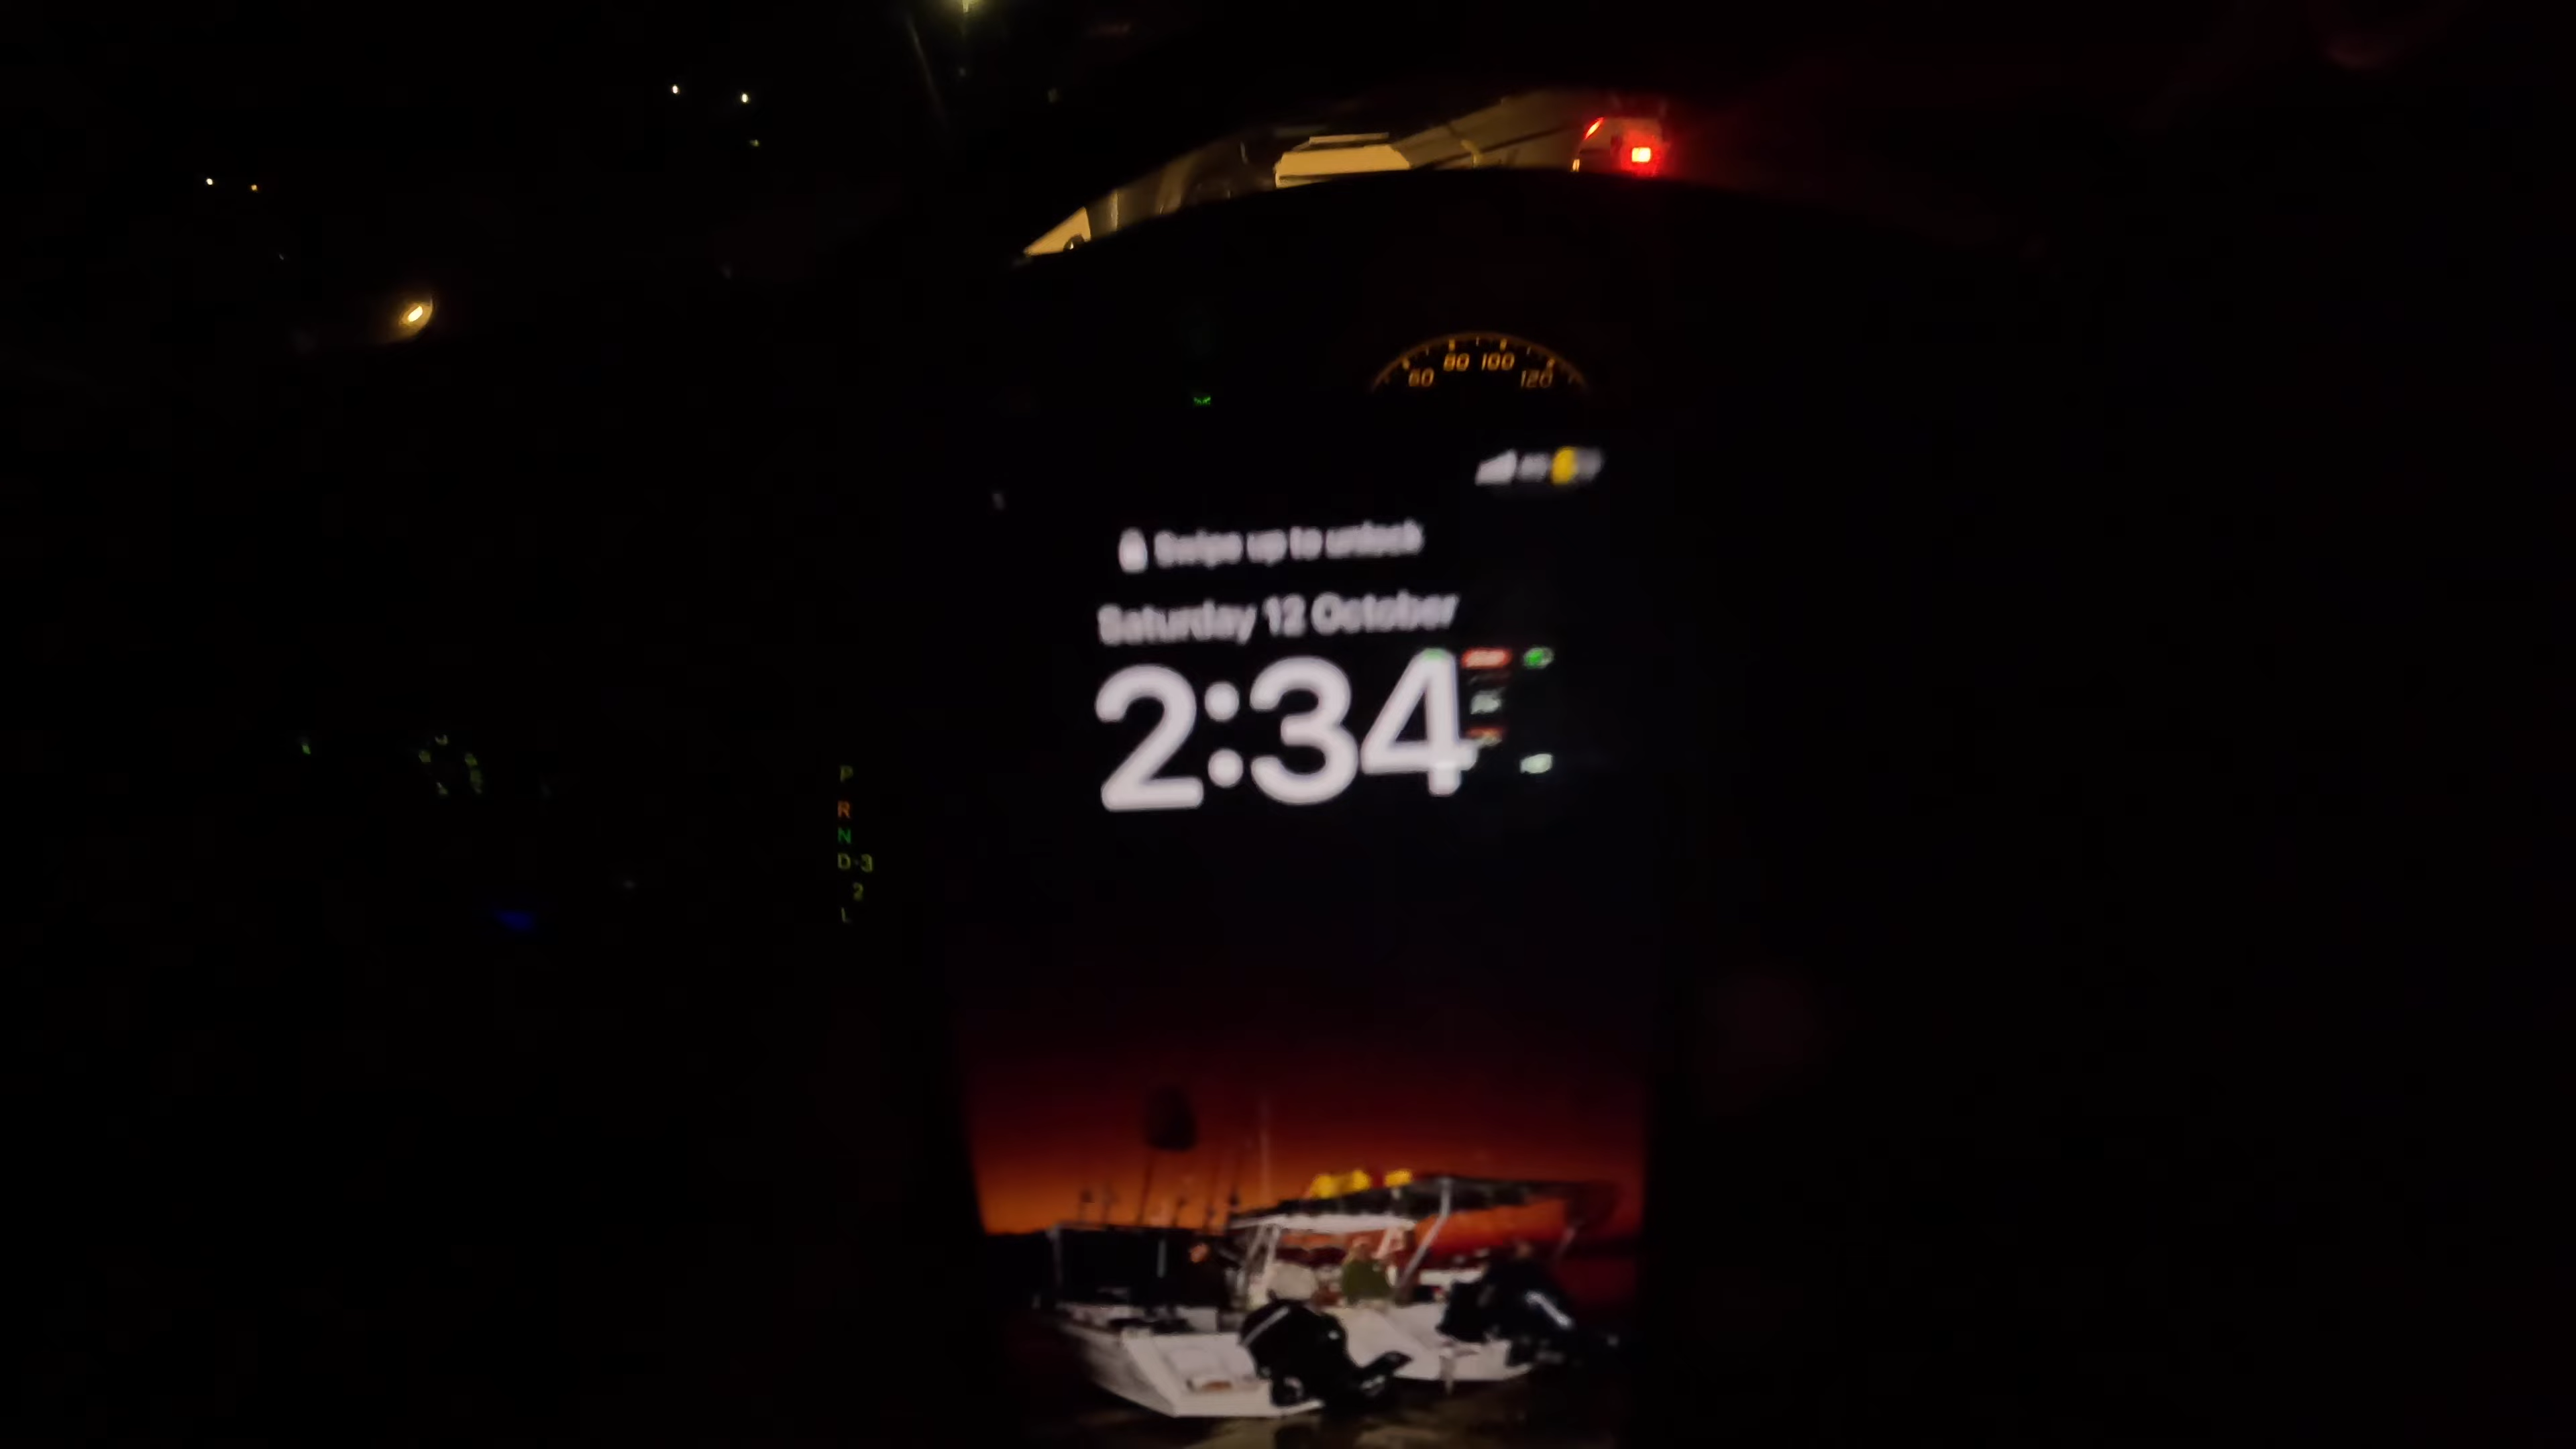 60 80 100 120
Swipe up to unlock
Saturday 12 October
2:34
P
R
N
D-3
2
L